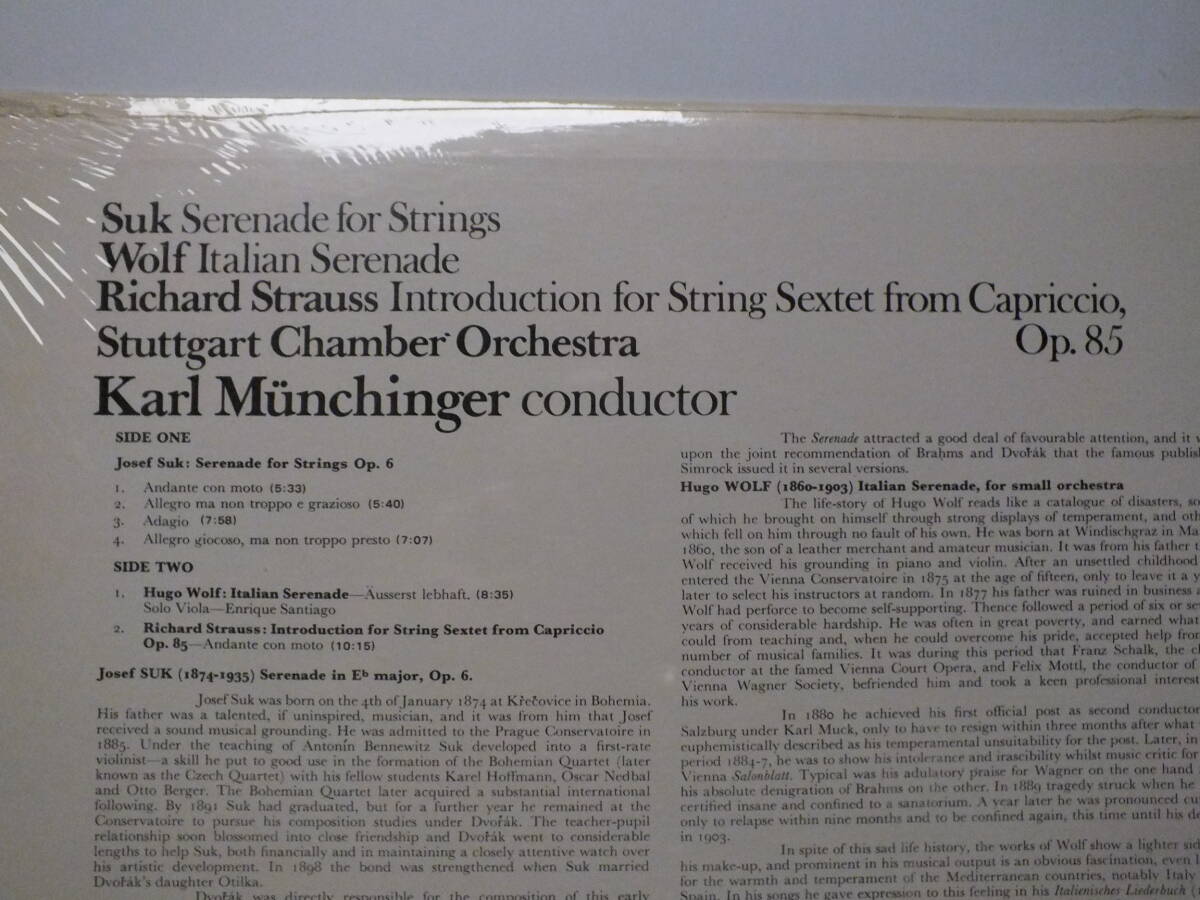 Suk Serenade for Strings
Wolf Italian Serenade
Richard Strauss Introduction for String Sextet from Capriccio,
Op. 85
Stuttgart Chamber Orchestra
Karl Münchinger conductor
SIDE ONE
Josef Suk: Serenade for Strings Op. 6
1. Andante con moto (5:33)
2. Allegro ma non troppo e grazioso (5:40)
3. Adagio (7:58)
4. Allegro giocoso, ma non troppo presto (7:07)
SIDE TWO
1. Hugo Wolf: Italian Serenade—Äusserst lebhaft. (8:35)
Solo Viola—Enrique Santiago
2. Richard Strauss: Introduction for String Sextet from Capriccio
Op. 85—Andante con moto (10:15)
Josef SUK (1874-1935) Serenade in E♭ major, Op. 6.
Josef Suk was born on the 4th of January 1874 at Křečovice in Bohemia.
His father was a talented, if uninspired, musician, and it was from him that Josef
received a sound musical grounding. He was admitted to the Prague Conservatoire in
1885. Under the teaching of Antonín Bennewitz Suk developed into a first-rate
violinist—a skill he put to good use in the formation of the Bohemian Quartet (later
known as the Czech Quartet) with his fellow students Karel Hoffmann, Oscar Nedbal
and Otto Berger. The Bohemian Quartet later acquired a substantial international
following. By 1891 Suk had graduated, but for a further year he remained at the
Conservatoire to pursue his composition studies under Dvořák. The teacher-pupil
relationship soon blossomed into close friendship and Dvořák went to considerable
lengths to help Suk, both financially and in maintaining a closely attentive watch over
his artistic development. In 1898 the bond was strengthened when Suk married
Dvořák's daughter Otilka.
Dvořák was directly responsible for the composition of this early
The Serenade attracted a good deal of favourable attention, and it
upon the joint recommendation of Brahms and Dvořák that the famous
Simrock issued it in several versions.
Hugo WOLF (1860-1903) Italian Serenade, for small orchestra
The life-story of Hugo Wolf reads like a catalogue of disasters,
of which he brought on himself through strong displays of temperament, and
which fell on him through no fault of his own. He was born at Windischgraz in
1860, the son of a leather merchant and amateur musician. It was from his father
Wolf received his grounding in piano and violin. After an unsettled childhood
entered the Vienna Conservatoire in 1875 at the age of fifteen, only to leave it a
later to select his instructors at random. In 1877 his father was ruined in business
Wolf had perforce to become self-supporting. Thence followed a period of six or
years of considerable hardship. He was often in great poverty, and earned what
could from teaching and, when he could overcome his pride, accepted help
number of musical families. It was during this period that Franz Schalk, the
conductor at the famed Vienna Court Opera, and Felix Mottl, the conductor of
Vienna Wagner Society, befriended him and took a keen professional interest
his work.
In 1880 he achieved his first official post as second conductor
Salzburg under Karl Muck, only to have to resign within three months after what
euphemistically described as his temperamental unsuitability for the post. Later, in
period 1884-7, he was to show his intolerance and irascibility whilst music critic for
Vienna Salonblatt. Typical was his adulatory praise for Wagner on the one hand
his absolute denigration of Brahms on the other. In 1889 tragedy struck when he
certified insane and confined to a sanatorium. A year later he was pronounced
only to relapse within nine months and to be confined again, this time until his
in 1903.
In spite of this sad life history, the works of Wolf show a lighter
his make-up, and prominent in his musical output is an obvious fascination, even
for the warmth and temperament of the Mediterranean countries, notably Italy
Spain. In his songs he gave expression to this feeling in his Italienisches Liederbuch